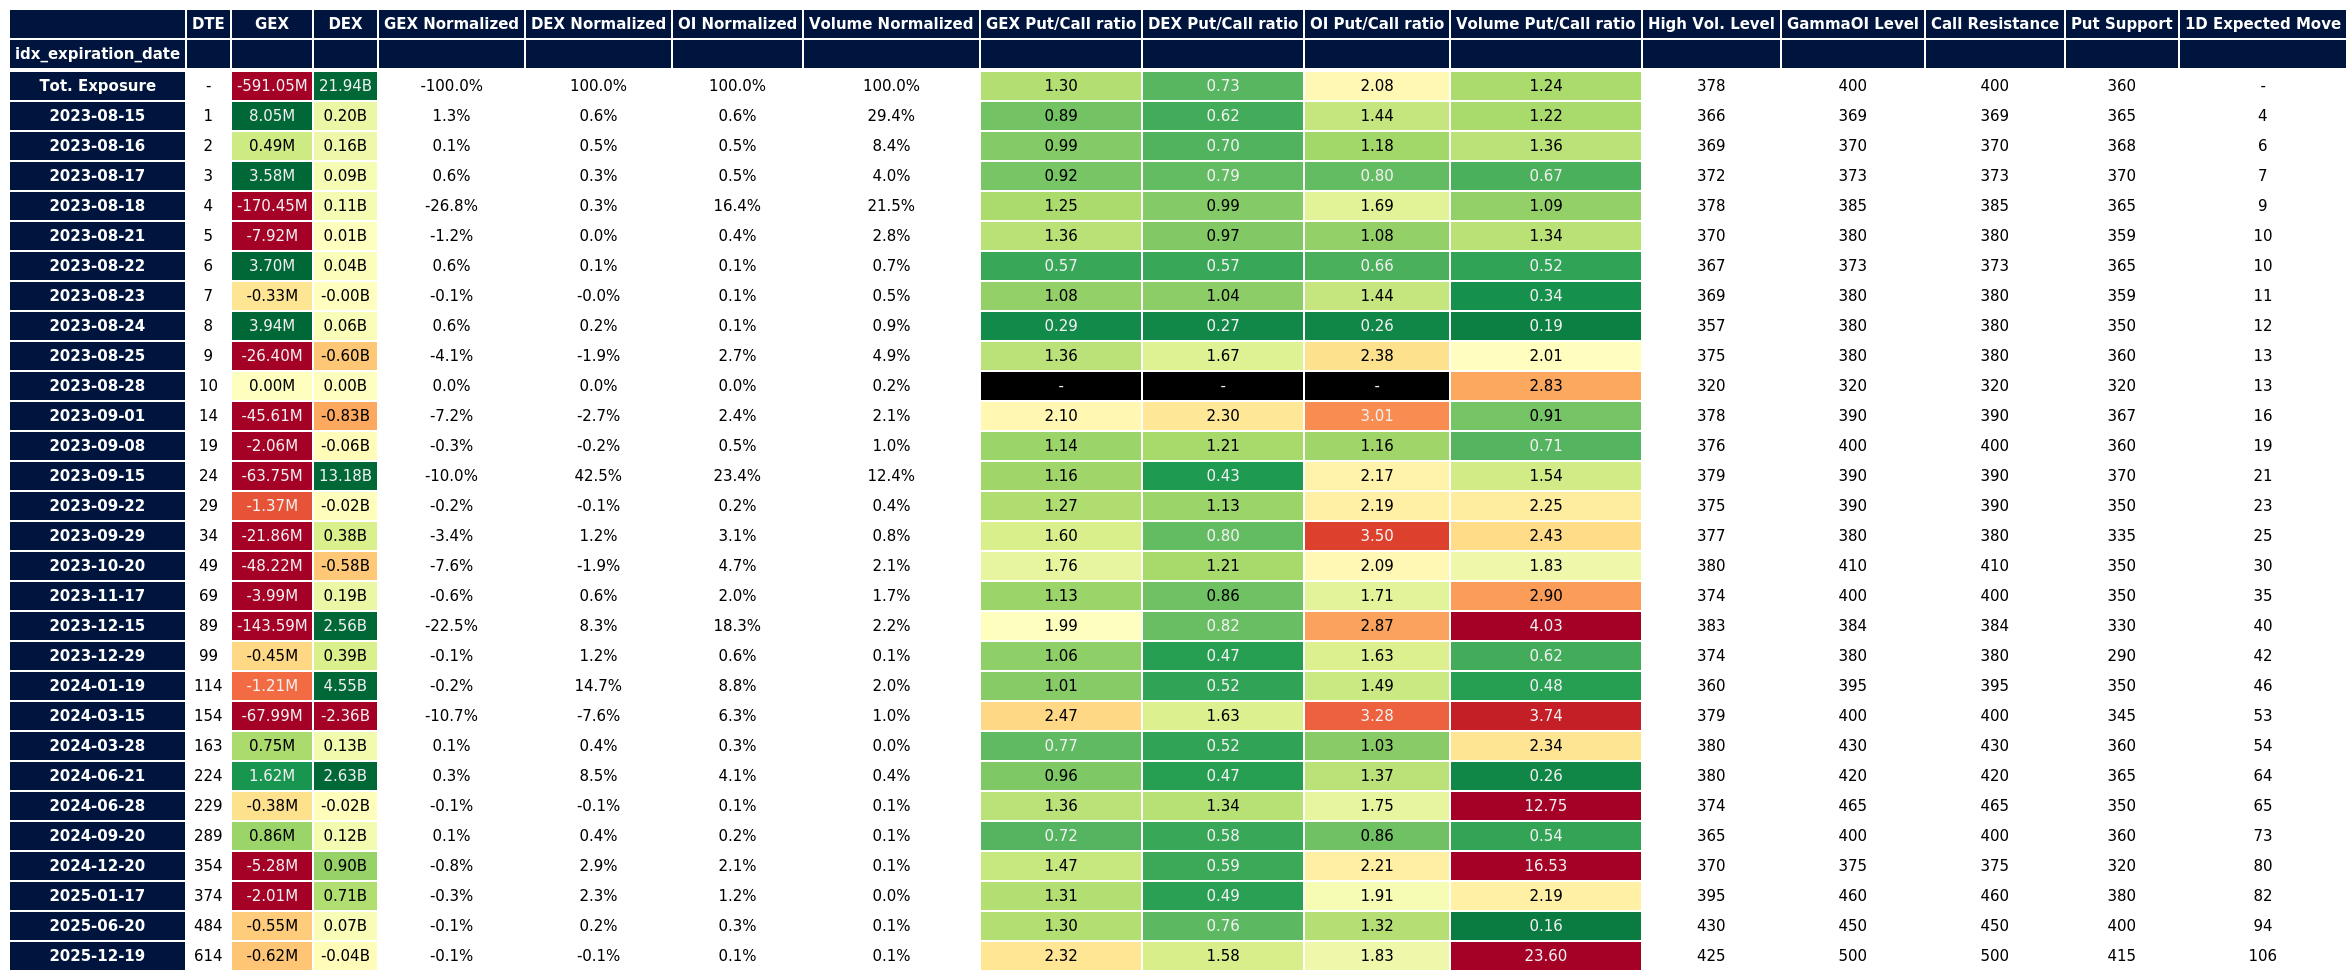 DTE GEX DEX GEX Normalized DEX Normalized OI Normalized Volume Normalized GEX Put/Call ratio DEX Put/Call ratio OI Put/Call ratio Volume Put/Call ratio High Vol. Level GammaOI Level Call Resistance Put Support 1D Expected Move
idx_expiration_date
Tot. Exposure - -591.05M 21.94B -100.0% 100.0% 100.0% 100.0% 1.30 0.73 2.08 1.24 378 400 400 360 -
2023-08-15 1 8.05M 0.20B 1.3% 0.6% 0.6% 29.4% 0.89 0.62 1.44 1.22 366 369 369 365 4
2023-08-16 2 0.49M 0.16B 0.1% 0.5% 0.5% 8.4% 0.99 0.70 1.18 1.36 369 370 370 368 6
2023-08-17 3 3.58M 0.09B 0.6% 0.3% 0.5% 4.0% 0.92 0.79 0.80 0.67 372 373 373 370 7
2023-08-18 4 -170.45M 0.11B -26.8% 0.3% 16.4% 21.5% 1.25 0.99 1.69 1.09 378 385 385 365 9
2023-08-21 5 -7.92M 0.01B -1.2% 0.0% 0.4% 2.8% 1.36 0.97 1.08 1.34 370 380 380 359 10
2023-08-22 6 3.70M 0.04B 0.6% 0.1% 0.1% 0.7% 0.57 0.57 0.66 0.52 367 373 373 365 10
2023-08-23 7 -0.33M -0.00B -0.1% -0.0% 0.1% 0.5% 1.08 1.04 1.44 0.34 369 380 380 359 11
2023-08-24 8 3.94M 0.06B 0.6% 0.2% 0.1% 0.9% 0.29 0.27 0.26 0.19 357 380 380 350 12
2023-08-25 9 -26.40M -0.60B -4.1% -1.9% 2.7% 4.9% 1.36 1.67 2.38 2.01 375 380 380 360 13
2023-08-28 10 0.00M 0.00B 0.0% 0.0% 0.0% 0.2% - - - 2.83 320 320 320 320 13
2023-09-01 14 -45.61M -0.83B -7.2% -2.7% 2.4% 2.1% 2.10 2.30 3.01 0.91 378 390 390 367 16
2023-09-08 19 -2.06M -0.06B -0.3% -0.2% 0.5% 1.0% 1.14 1.21 1.16 0.71 376 400 400 360 19
2023-09-15 24 -63.75M 13.18B -10.0% 42.5% 23.4% 12.4% 1.16 0.43 2.17 1.54 379 390 390 370 21
2023-09-22 29 -1.37M -0.02B -0.2% -0.1% 0.2% 0.4% 1.27 1.13 2.19 2.25 375 390 390 350 23
2023-09-29 34 -21.86M 0.38B -3.4% 1.2% 3.1% 0.8% 1.60 0.80 3.50 2.43 377 380 380 335 25
2023-10-20 49 -48.22M -0.58B -7.6% -1.9% 4.7% 2.1% 1.76 1.21 2.09 1.83 380 410 410 350 30
2023-11-17 69 -3.99M 0.19B -0.6% 0.6% 2.0% 1.7% 1.13 0.86 1.71 2.90 374 400 400 350 35
2023-12-15 89 -143.59M 2.56B -22.5% 8.3% 18.3% 2.2% 1.99 0.82 2.87 4.03 383 384 384 330 40
2023-12-29 99 -0.45M 0.39B -0.1% 1.2% 0.6% 0.1% 1.06 0.47 1.63 0.62 374 380 380 290 42
2024-01-19 114 -1.21M 4.55B -0.2% 14.7% 8.8% 2.0% 1.01 0.52 1.49 0.48 360 395 395 350 46
2024-03-15 154 -67.99M -2.36B -10.7% -7.6% 6.3% 1.0% 2.47 1.63 3.28 3.74 379 400 400 345 53
2024-03-28 163 0.75M 0.13B 0.1% 0.4% 0.3% 0.0% 0.77 0.52 1.03 2.34 380 430 430 360 54
2024-06-21 224 1.62M 2.63B 0.3% 8.5% 4.1% 0.4% 0.96 0.47 1.37 0.26 380 420 420 365 64
2024-06-28 229 -0.38M -0.02B -0.1% -0.1% 0.1% 0.1% 1.36 1.34 1.75 12.75 374 465 465 350 65
2024-09-20 289 0.86M 0.12B 0.1% 0.4% 0.2% 0.1% 0.72 0.58 0.86 0.54 365 400 400 360 73
2024-12-20 354 -5.28M 0.90B -0.8% 2.9% 2.1% 0.1% 1.47 0.59 2.21 16.53 370 375 375 320 80
2025-01-17 374 -2.01M 0.71B -0.3% 2.3% 1.2% 0.0% 1.31 0.49 1.91 2.19 395 460 460 380 82
2025-06-20 484 -0.55M 0.07B -0.1% 0.2% 0.3% 0.1% 1.30 0.76 1.32 0.16 430 450 450 400 94
2025-12-19 614 -0.62M -0.04B -0.1% -0.1% 0.1% 0.1% 2.32 1.58 1.83 23.60 425 500 500 415 106